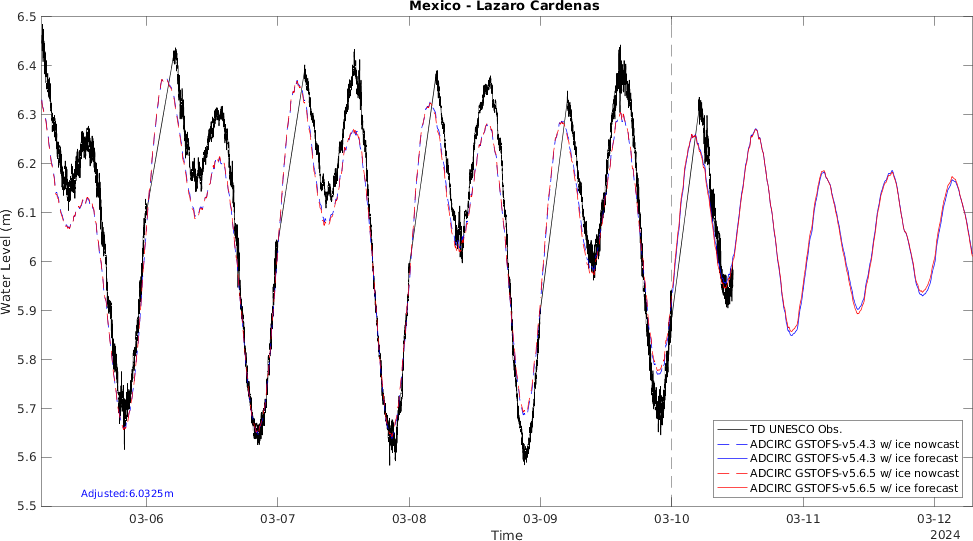 Mexico - Lazaro Cardenas
6.5
6.4
6.3
6.2
6.1
6
5.9
5.8
5.7
5.6
5.5
Water Level (m)
Adjusted:6.0325m
TD UNESCO Obs.
ADCIRC GSTOFS-v5.4.3 w/ ice nowcast
ADCIRC GSTOFS-v5.4.3 w/ ice forecast
ADCIRC GSTOFS-v5.6.5 w/ ice nowcast
ADCIRC GSTOFS-v5.6.5 w/ ice forecast
03-06 03-07 03-08 03-09 03-10 03-11 03-12
Time
2024